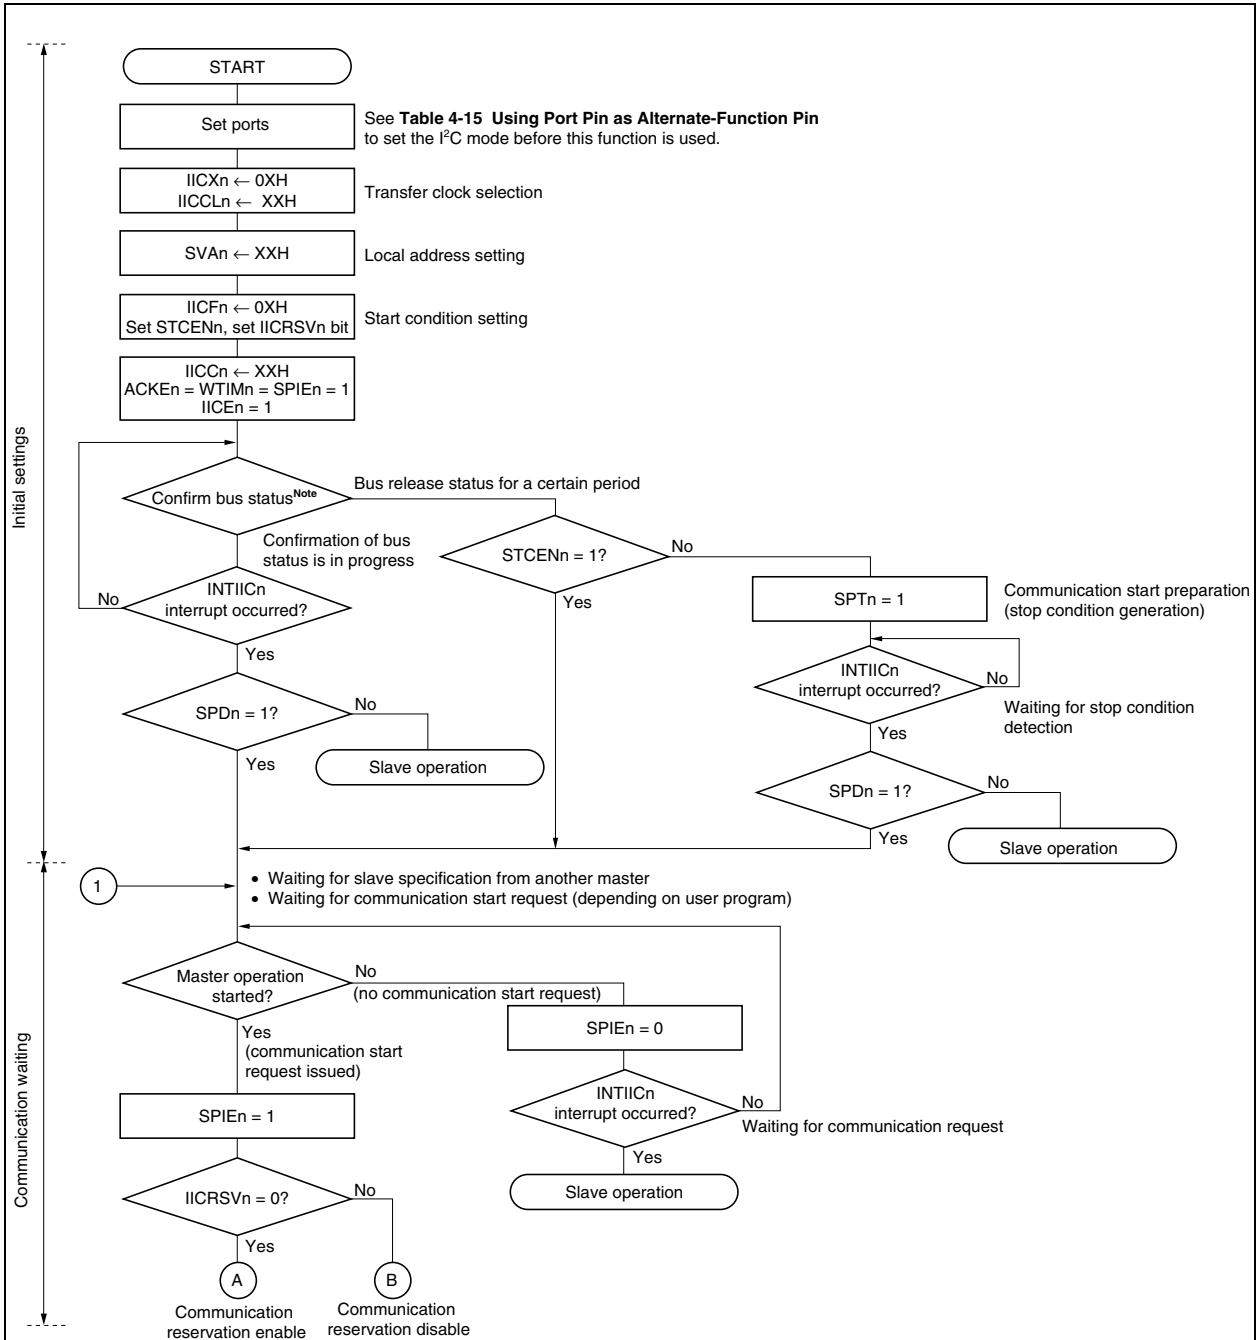 START
Set ports
See Table 4-15 Using Port Pin as Alternate-Function Pin
to set the I²C mode before this function is used.
IICXn ← 0XH
IICCLn ← XXH
Transfer clock selection
SVAn ← XXH
Local address setting
IICFn ← 0XH
Set STCENn, set IICRSVn bit
Start condition setting
IICCn ← XXH
ACKEn = WTIMn = SPIEn = 1
IICEn = 1
Initial settings
Confirm bus statusNote
Bus release status for a certain period
Confirmation of bus
status is in progress
STCENn = 1?
No
Yes
INTIICn
interrupt occurred?
No
Yes
SPTn = 1
Communication start preparation
(stop condition generation)
INTIICn
interrupt occurred?
No
Waiting for stop condition
detection
Yes
SPDn = 1?
No
Yes
Slave operation
SPDn = 1?
No
Yes
Slave operation
1
• Waiting for slave specification from another master
• Waiting for communication start request (depending on user program)
Communication waiting
Master operation
started?
No
(no communication start request)
Yes
(communication start
request issued)
SPIEn = 0
INTIICn
interrupt occurred?
No
Waiting for communication request
Yes
Slave operation
SPIEn = 1
IICRSVn = 0?
No
Yes
A
B
Communication
reservation enable
Communication
reservation disable